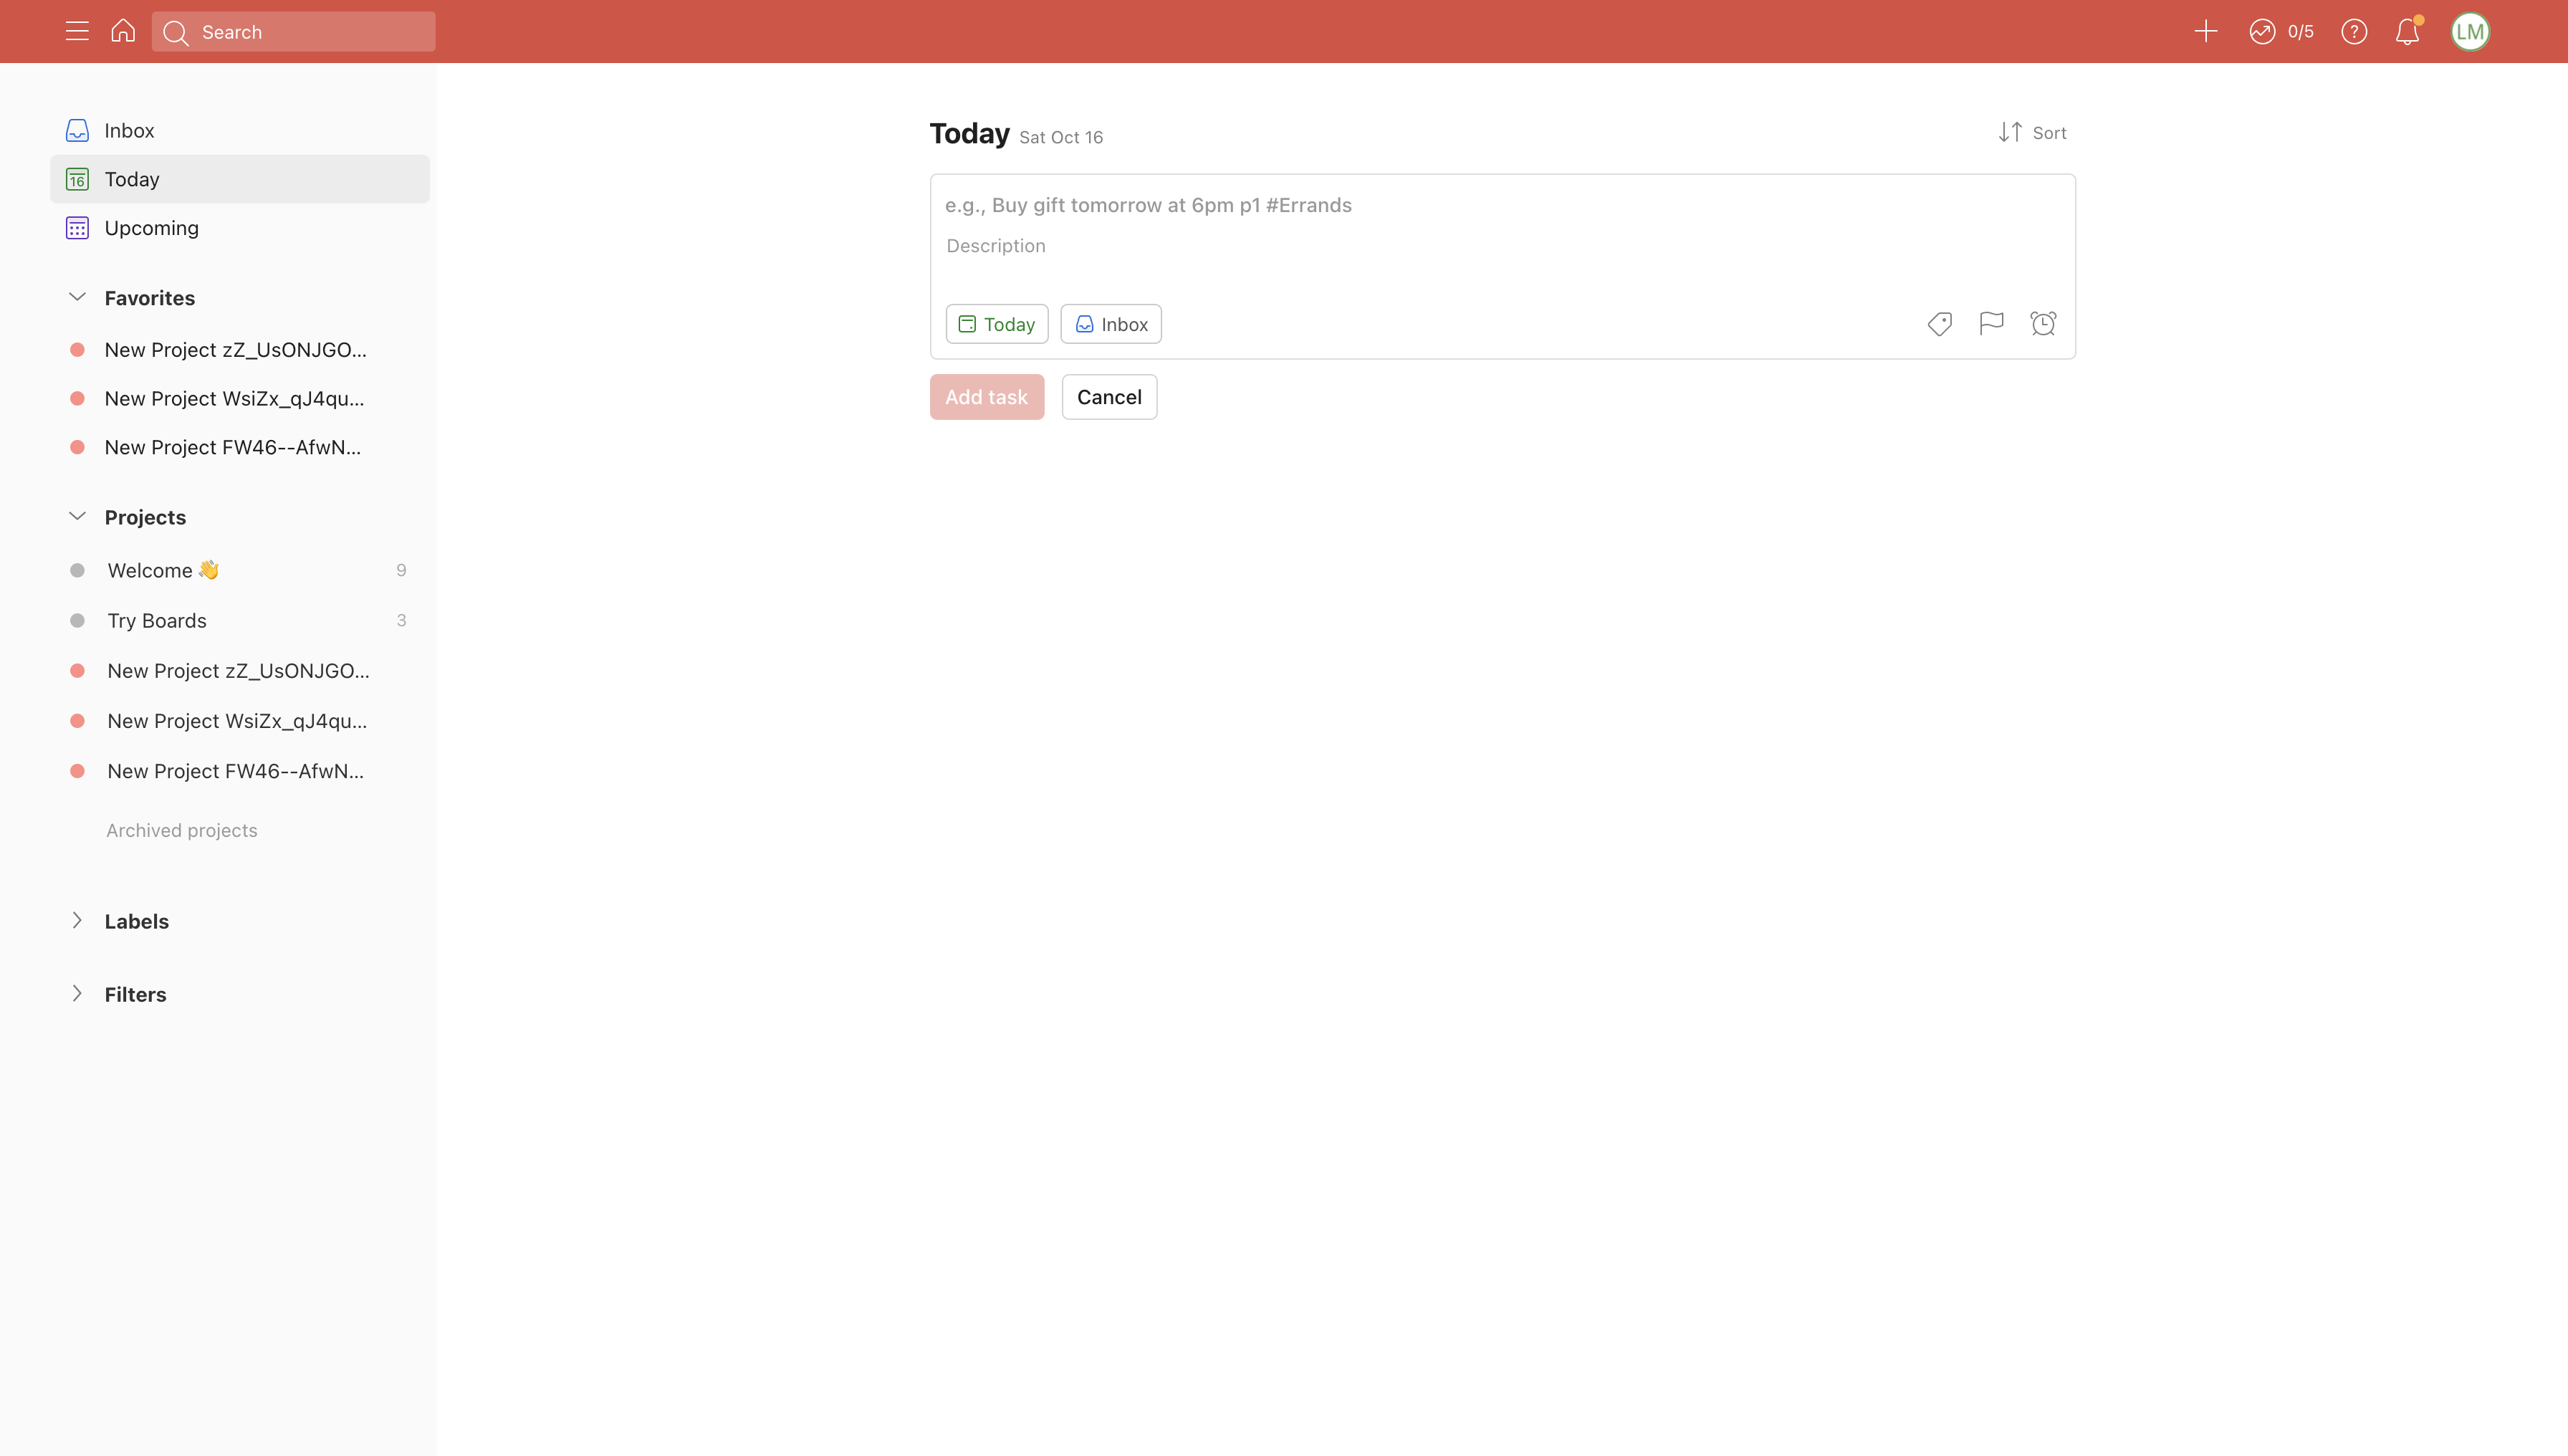 Search
0/5
LM
Inbox
16
Today
Upcoming
Favorites
New Project zZ_UsONJGO...
New Project WsiZx_qJ4qu...
New Project FW46--AfwN...
Projects
Welcome 👋 9
Try Boards 3
New Project zZ_UsONJGO...
New Project WsiZx_qJ4qu...
New Project FW46--AfwN...
Archived projects
Labels
Filters
Today Sat Oct 16
Sort
e.g., Buy gift tomorrow at 6pm p1 #Errands
Description
Today Inbox
Add task Cancel